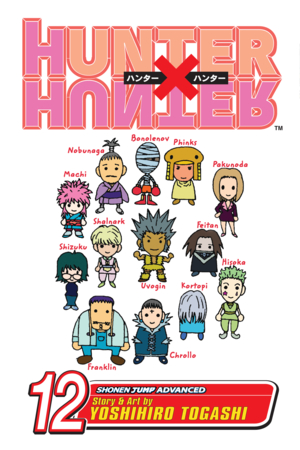 HUNTER
ハンター × ハンター
HUNTER
TM
Bonolenov
Nobunaga
Phinks
Pakunoda
Machi
Shalnark
Feitan
Shizuku
Hisoka
Uvogin
Kortopi
Franklin
Chrollo
12
SHONEN JUMP ADVANCED
Story & Art by
YOSHIHIRO TOGASHI